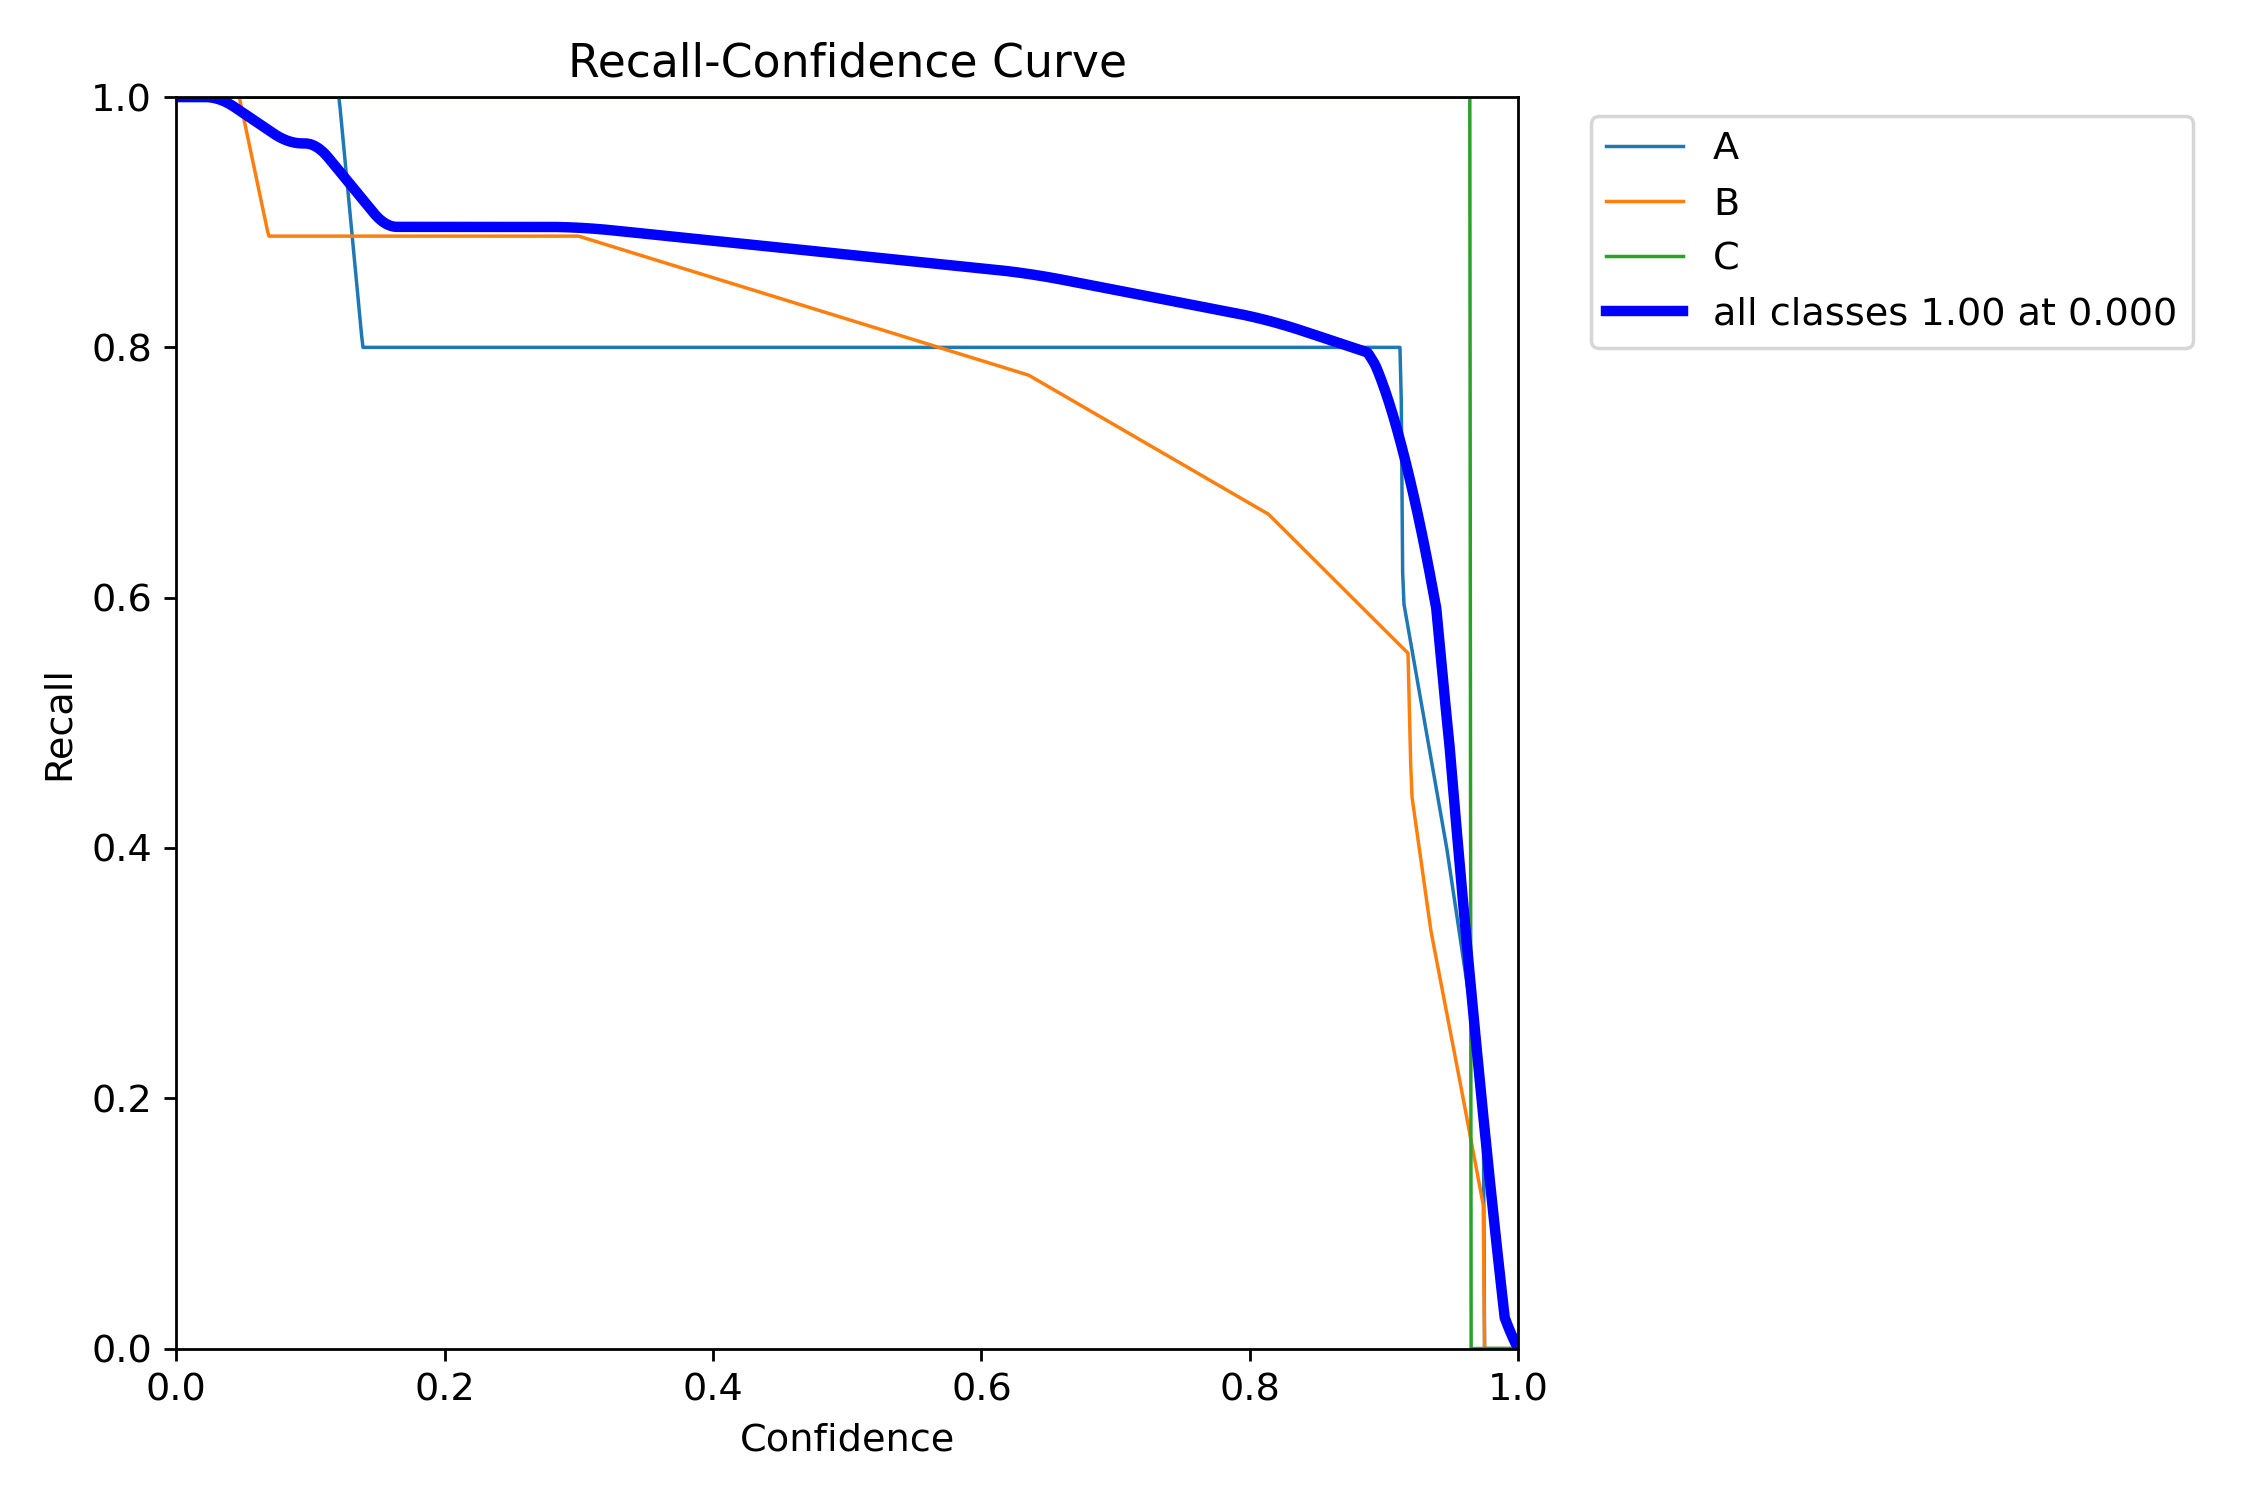 Recall-Confidence Curve
1.0
0.8
0.6
0.4
0.2
0.0
Recall
0.0 0.2 0.4 0.6 0.8 1.0
Confidence
A
B
C
all classes 1.00 at 0.000